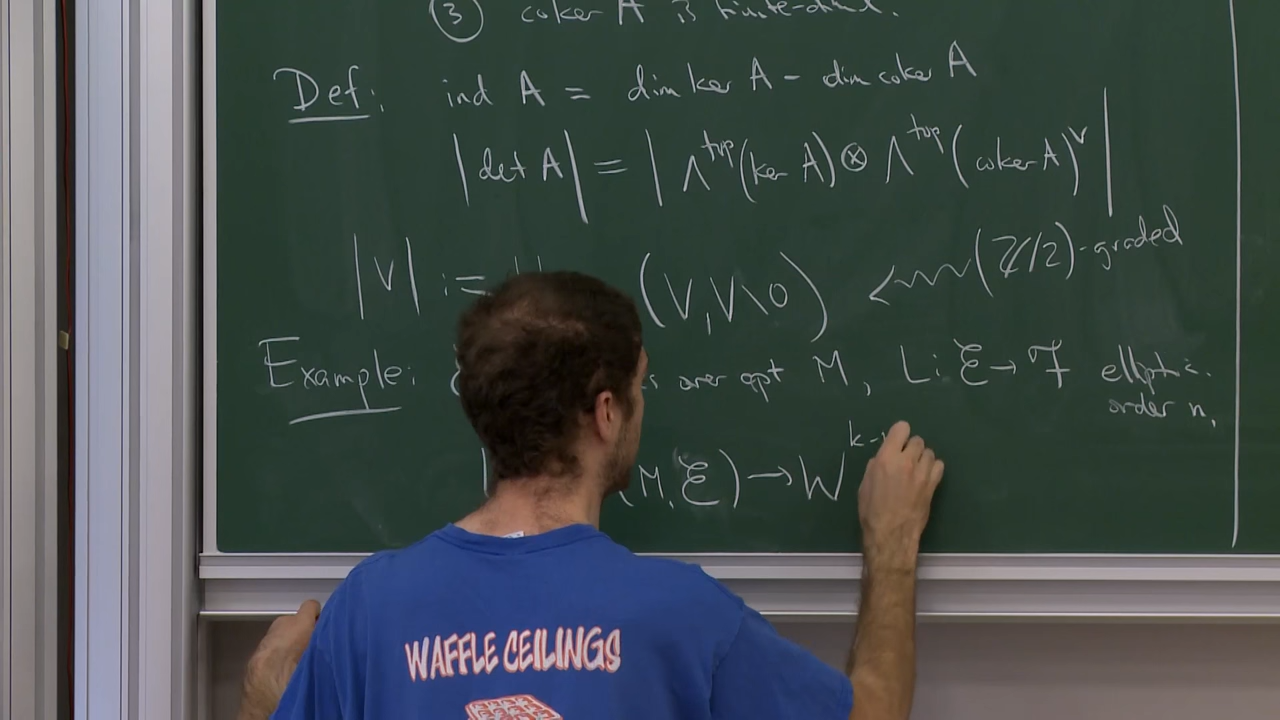 ③ coker A is finite-diml.
Def: ind A = dim ker A - dim coker A
|det A| = |Λ^top(ker A) ⊗ Λ^top(coker A)^∨|
|V| := (V, V\0) ⟵ (ℤ/2)-graded
Example: over cpt M, L: ℰ → ℱ elliptic.
order n,
(M, ℰ) → W^k-
WAFFLE CEILINGS